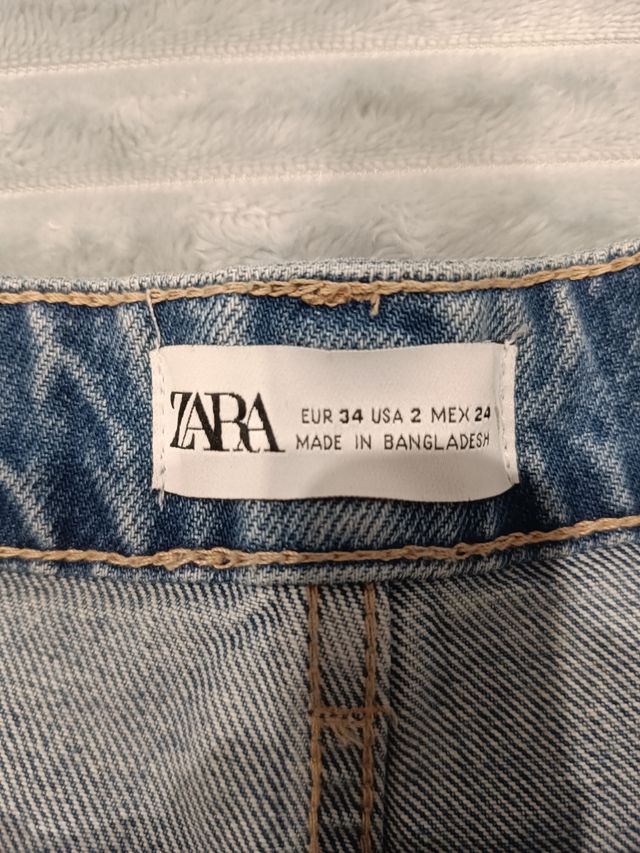 ZARA
EUR 34 USA 2 MEX 24
MADE IN BANGLADESH